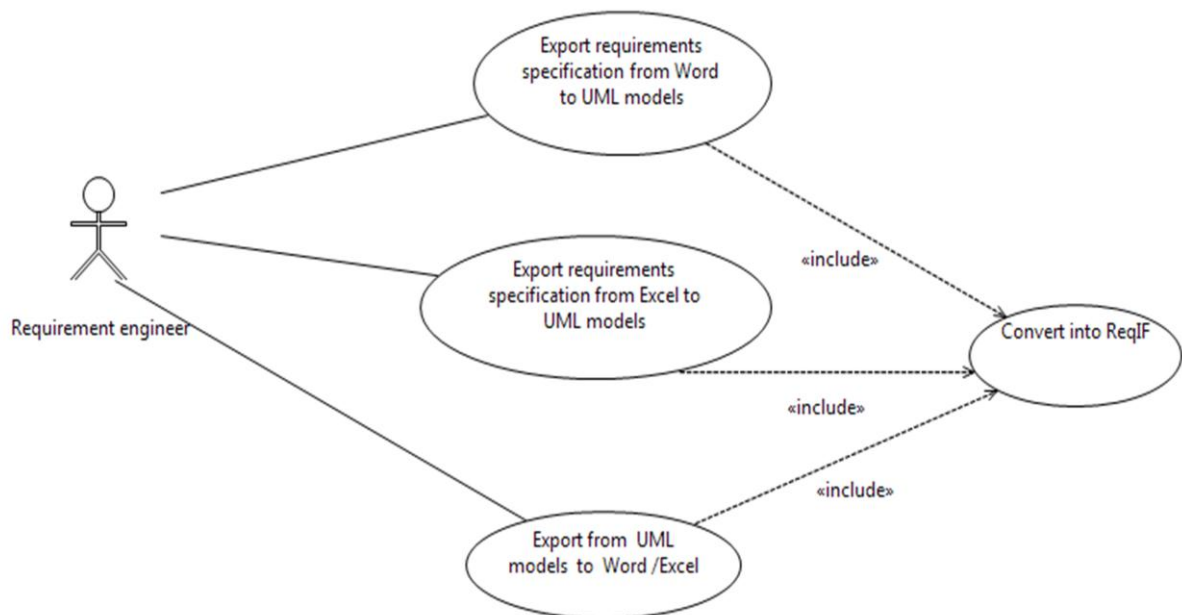 Export requirements
specification from Word
to UML models
«include»
Export requirements
specification from Excel to
UML models
Requirement engineer
Convert into ReqIF
«include»
«include»
Export from UML
models to Word /Excel